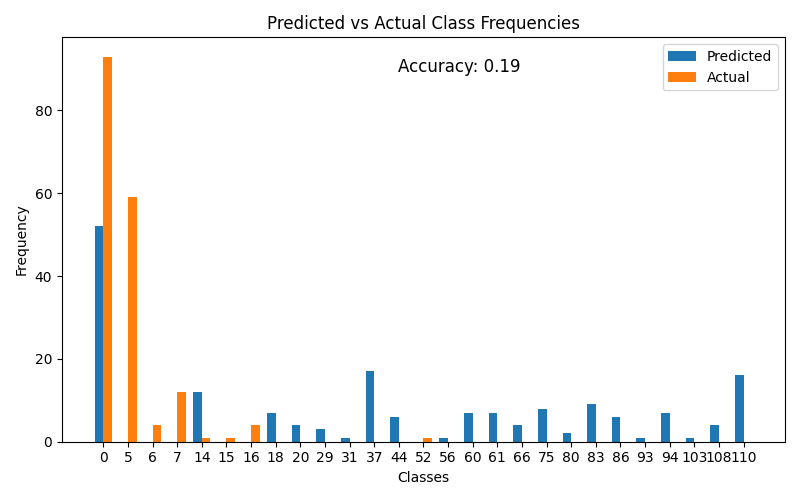 Predicted vs Actual Class Frequencies
Accuracy: 0.19
Predicted
Actual
Frequency
80
60
40
20
0
0 5 6 7 14 15 16 18 20 29 31 37 44 52 56 60 61 66 75 80 83 86 93 94 103 108 110
Classes